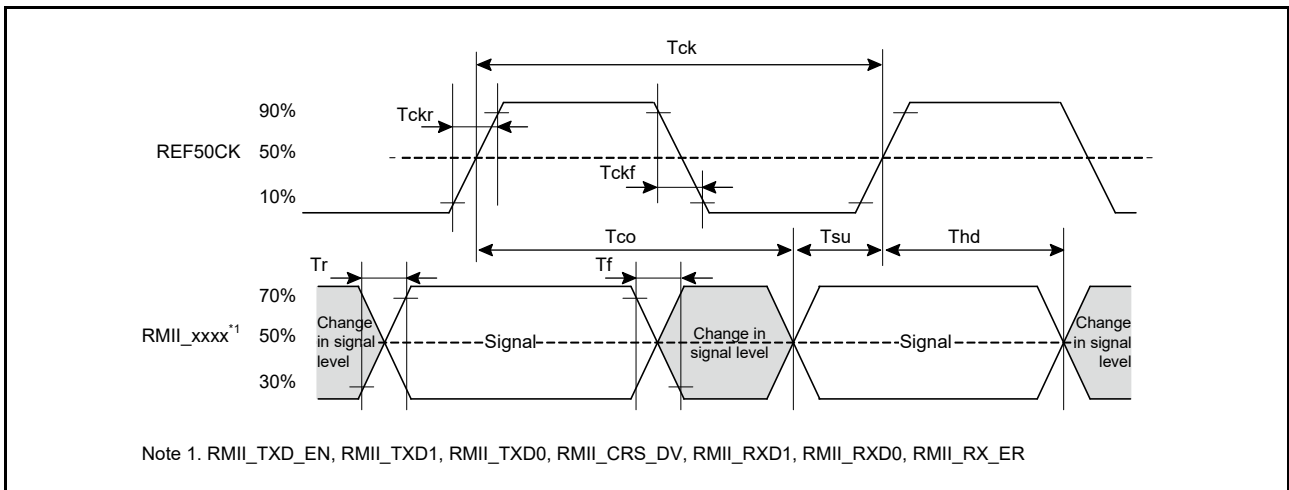 Tck
90%
Tckr
REF50CK 50%
Tckf
10%
Tco Tsu Thd
Tr Tf
70%
RMII_xxxx*1 50%
30%
Change
in signal
level
Signal
Change in
signal level
Signal
Change
in signal
level
Note 1. RMII_TXD_EN, RMII_TXD1, RMII_TXD0, RMII_CRS_DV, RMII_RXD1, RMII_RXD0, RMII_RX_ER